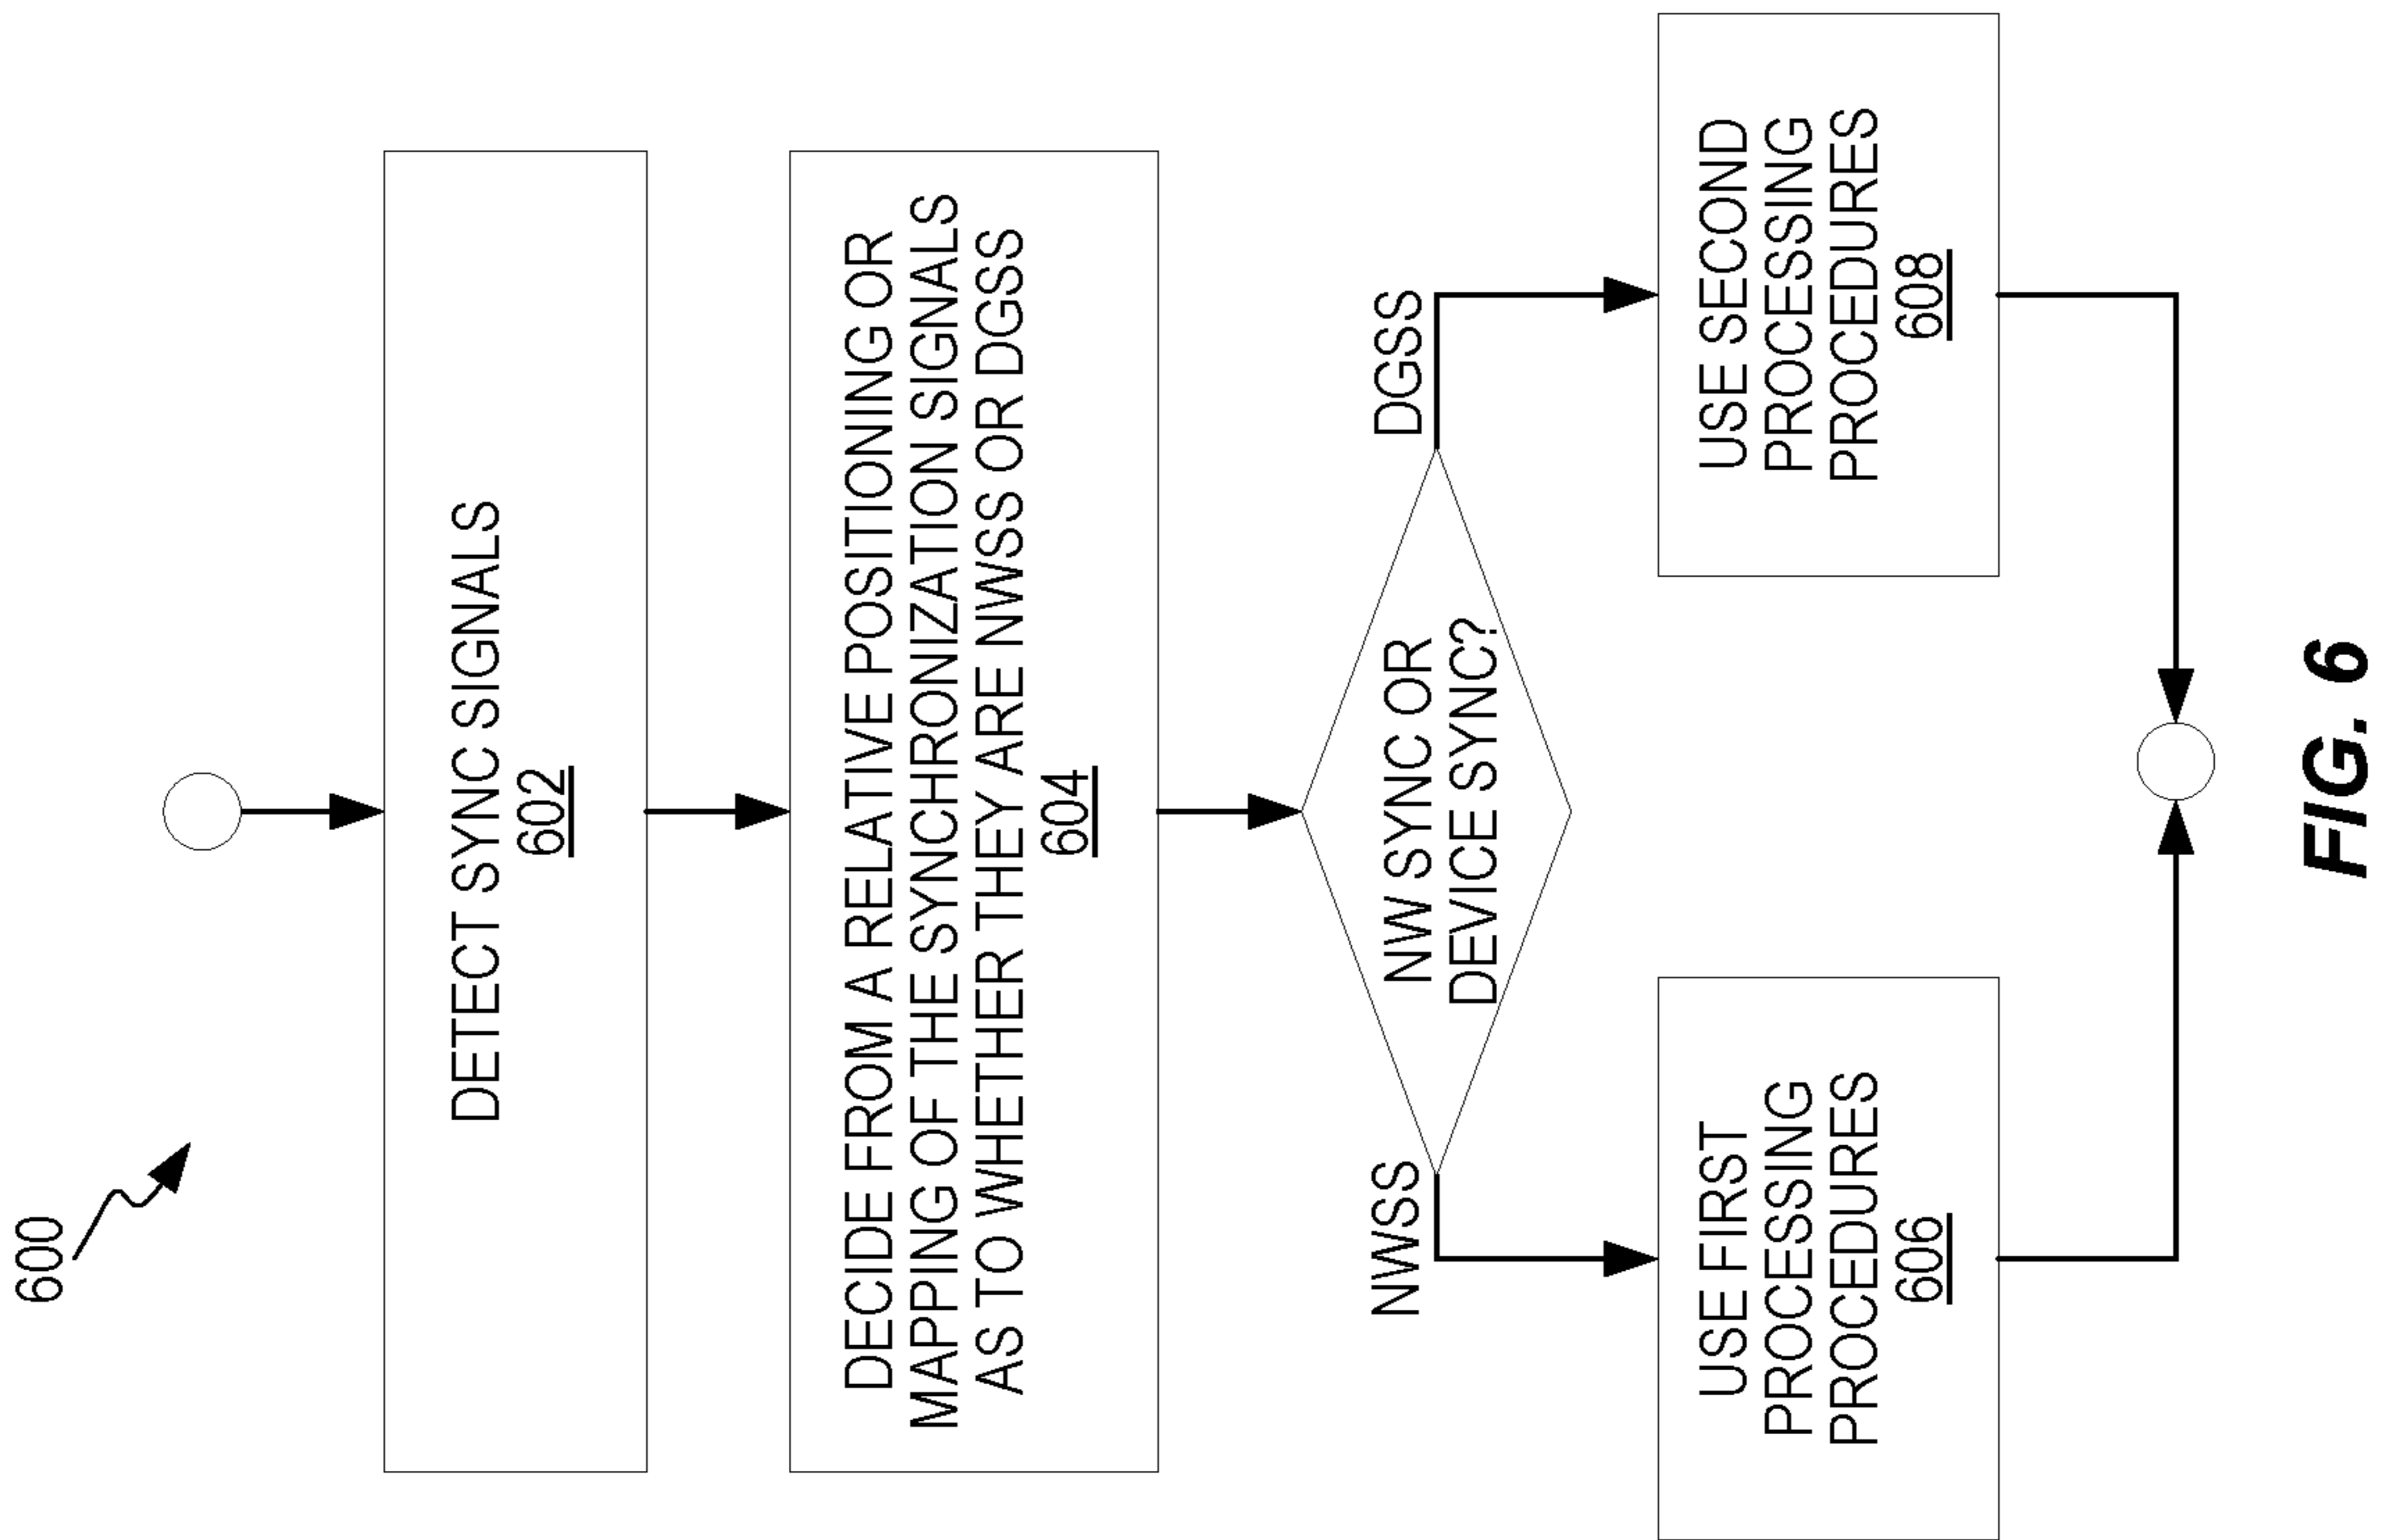 600
DETECT SYNC SIGNALS
602
DECIDE FROM A RELATIVE POSITIONING OR
MAPPING OF THE SYNCHRONIZATION SIGNALS
AS TO WHETHER THEY ARE NWSS OR DGSS
604
NW SYNC OR
DEVICE SYNC?
NWSS
DGSS
USE FIRST
PROCESSING
PROCEDURES
606
USE SECOND
PROCESSING
PROCEDURES
608
FIG. 6